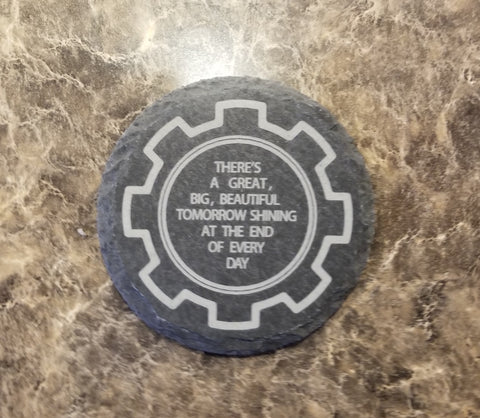 THERE'S
A GREAT,
BIG, BEAUTIFUL
TOMORROW SHINING
AT THE END
OF EVERY
DAY